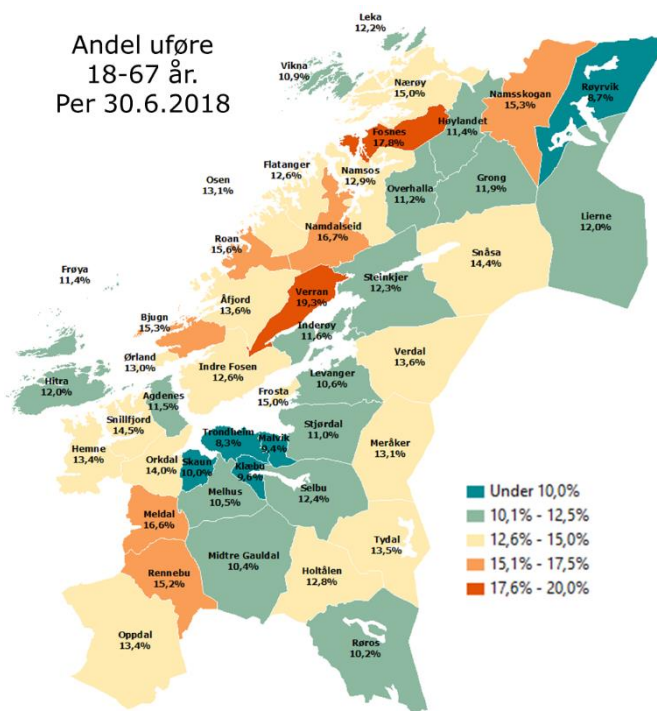 Andel uføre
18-67 år.
Per 30.6.2018
Leka
12,2%
Vikna
10,9%
Nærøy
15,0%
Namsskogan
15,3%
Røyrvik
8,7%
Fosnes
17,8%
Høylandet
11,4%
Flatanger
12,6%
Namsos
12,9%
Osen
13,1%
Overhalla
11,2%
Grong
11,9%
Lierne
12,0%
Namdalseid
16,7%
Roan
15,6%
Snåsa
14,4%
Frøya
11,4%
Steinkjer
12,3%
Verran
19,3%
Åfjord
13,6%
Bjugn
15,3%
Inderøy
11,6%
Ørland
13,0%
Verdal
13,6%
Indre Fosen
12,6%
Levanger
10,6%
Hitra
12,0%
Agdenes
11,5%
Frosta
15,0%
Snillfjord
14,5%
Stjørdal
11,0%
Trondheim
8,3%
Malvik
9,4%
Meråker
13,1%
Hemne
13,4%
Orkdal
14,0%
Skaun
10,0%
Klæbu
9,6%
Selbu
12,4%
Melhus
10,5%
Meldal
16,6%
Tydal
13,5%
Midtre Gauldal
10,4%
Rennebu
15,2%
Holtålen
12,8%
Oppdal
13,4%
Røros
10,2%
Under 10,0%
10,1% - 12,5%
12,6% - 15,0%
15,1% - 17,5%
17,6% - 20,0%